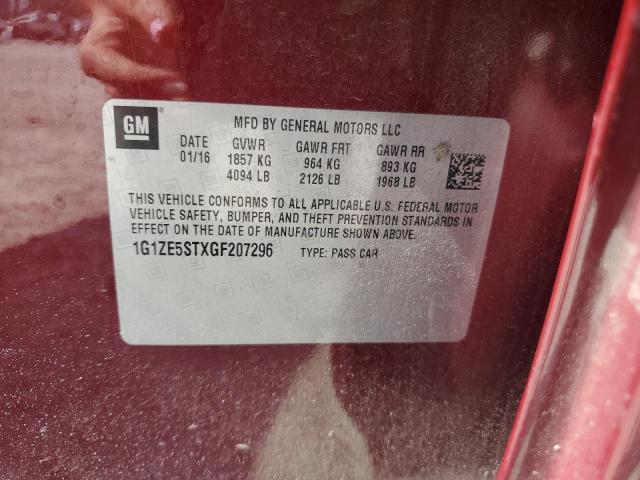 GM ®
MFD BY GENERAL MOTORS LLC
DATE GVWR GAWR FRT GAWR RR
01/16 1857 KG 964 KG 893 KG
4094 LB 2126 LB 1968 LB
THIS VEHICLE CONFORMS TO ALL APPLICABLE U.S. FEDERAL MOTOR
VEHICLE SAFETY, BUMPER, AND THEFT PREVENTION STANDARDS IN
EFFECT ON THE DATE OF MANUFACTURE SHOWN ABOVE.
1G1ZE5STXGF207296 TYPE: PASS CAR